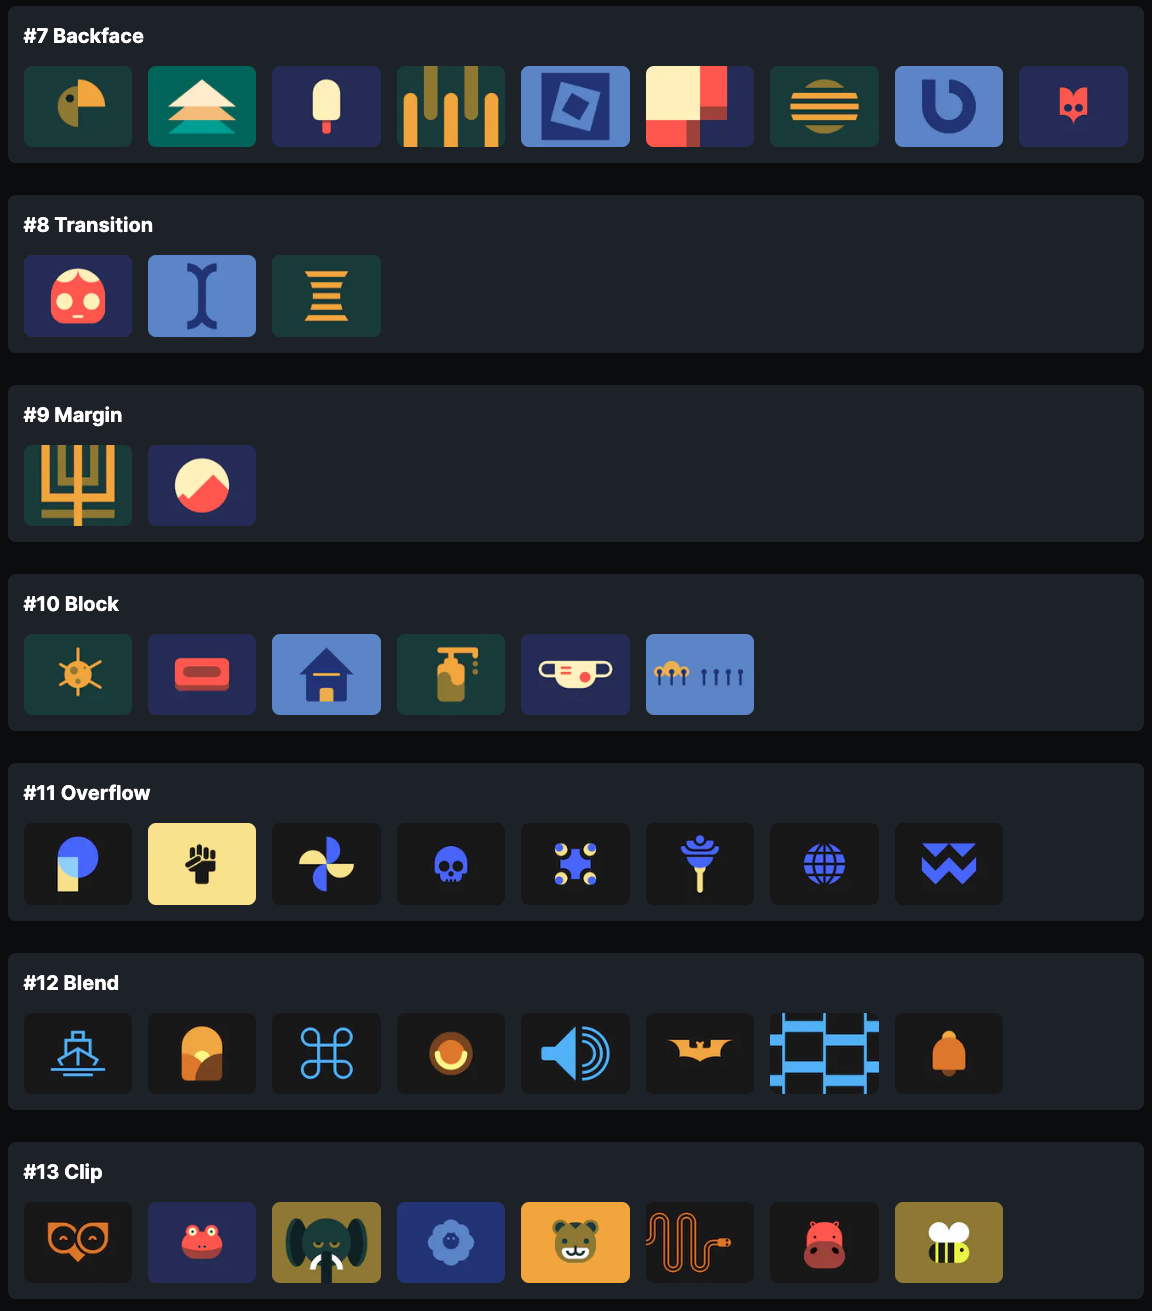 #7 Backface
#8 Transition
#9 Margin
#10 Block
#11 Overflow
#12 Blend
#13 Clip